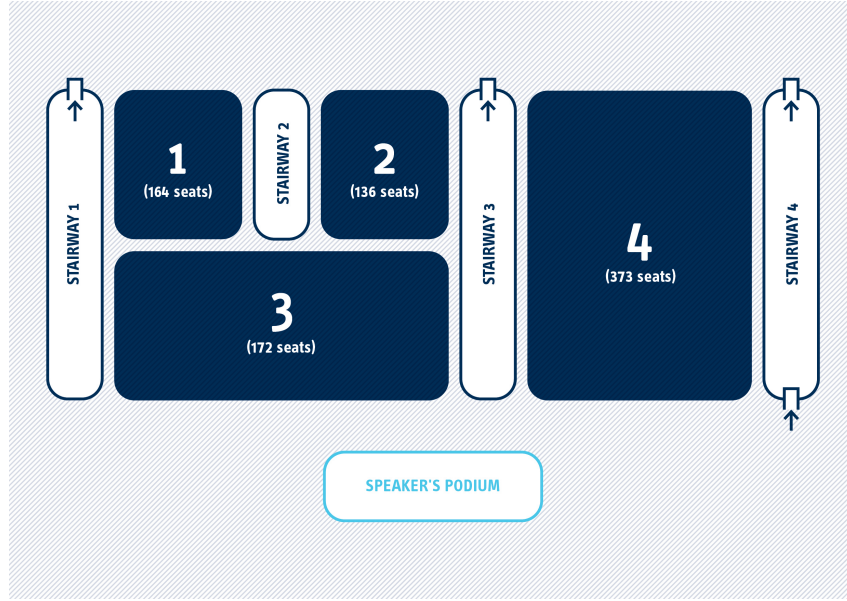 1
(164 seats)
STAIRWAY 2
2
(136 seats)
STAIRWAY 1
STAIRWAY 3
4
(373 seats)
STAIRWAY 4
3
(172 seats)
SPEAKER'S PODIUM